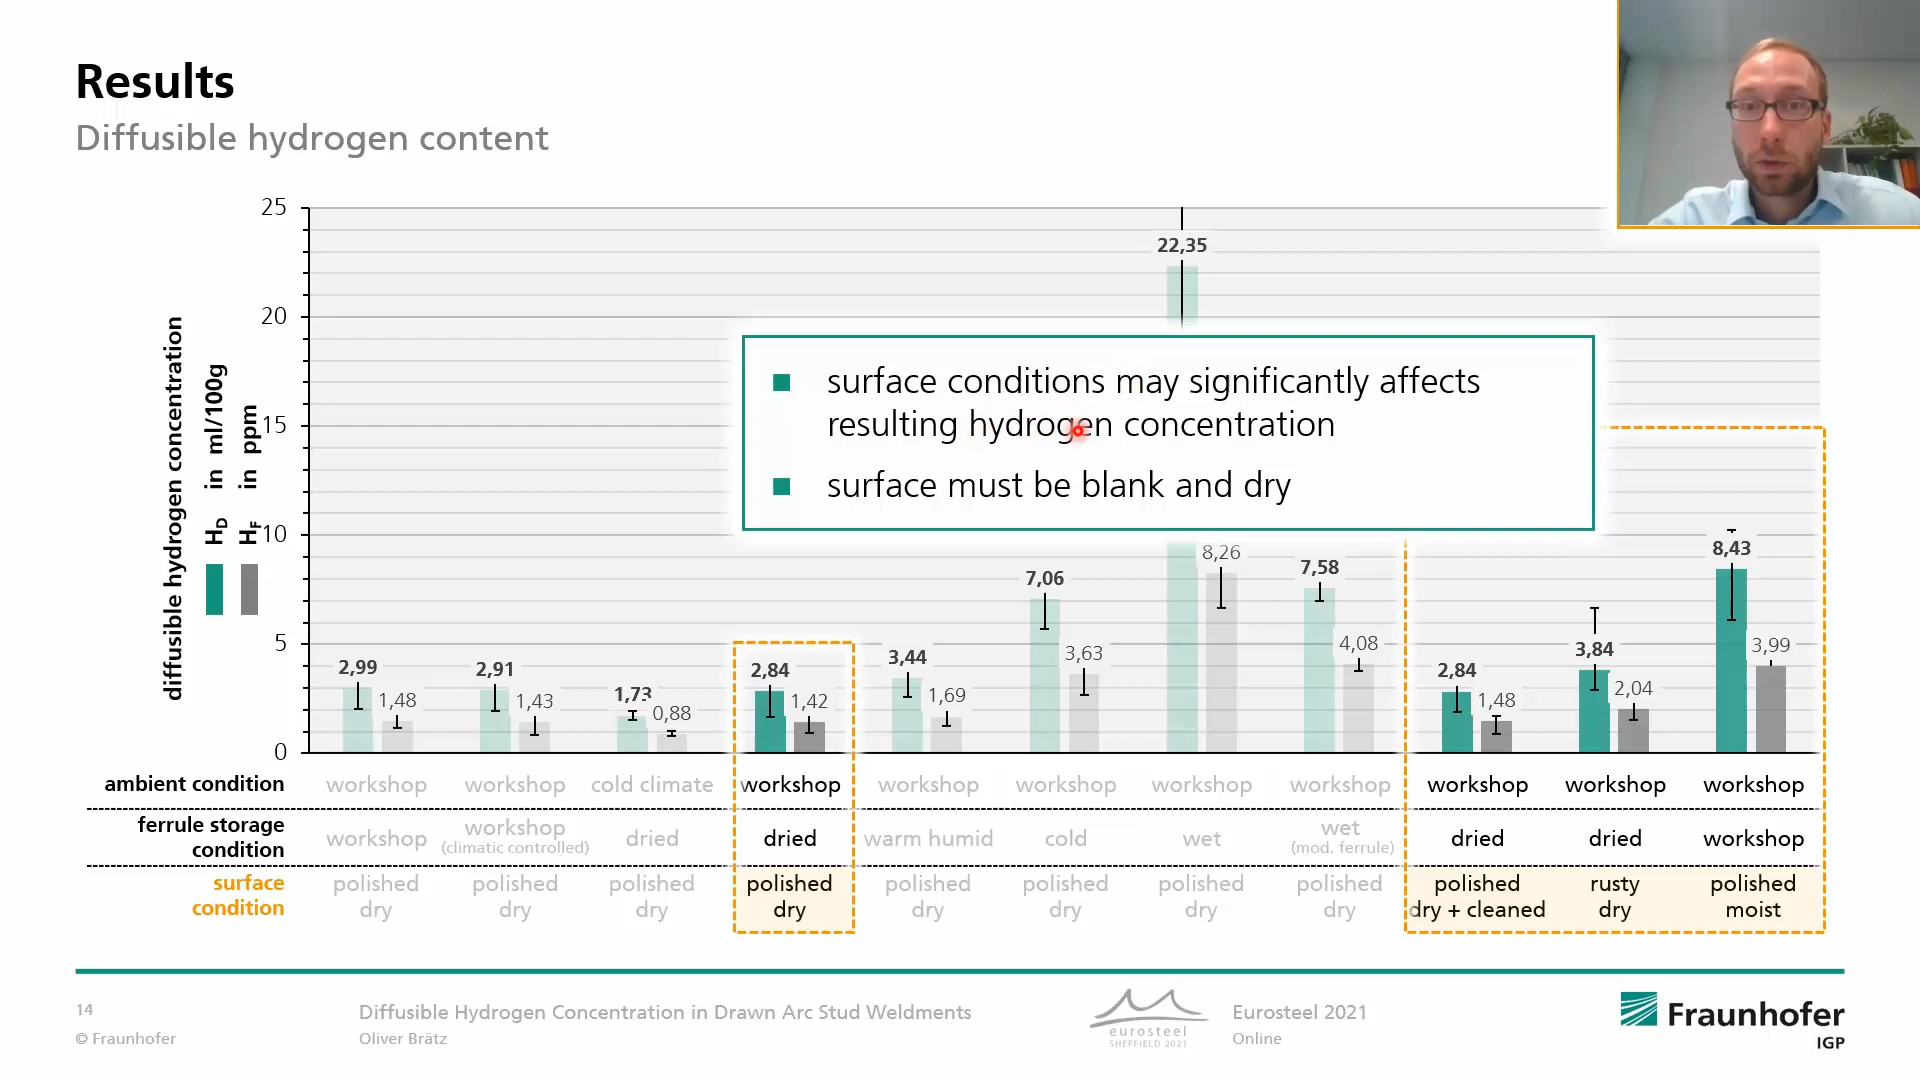 Results
Diffusible hydrogen content
diffusible hydrogen concentration
H_D in ml/100g
H_F in ppm
25
20
15
10
5
0
22,35
surface conditions may significantly affects
resulting hydrogen concentration
surface must be blank and dry
2,99
1,48
2,91
1,43
1,73
0,88
2,84
1,42
3,44
1,69
7,06
3,63
8,26
7,58
4,08
2,84
1,48
3,84
2,04
8,43
3,99
ambient condition workshop workshop cold climate workshop workshop workshop workshop workshop workshop workshop workshop
ferrule storage condition workshop workshop (climatic controlled) dried dried warm humid cold wet wet (mod. ferrule) dried dried workshop
surface condition polished dry polished dry polished dry polished dry polished dry polished dry polished dry polished dry polished dry + cleaned rusty dry polished moist
14
© Fraunhofer
Diffusible Hydrogen Concentration in Drawn Arc Stud Weldments
Oliver Brätz
eurosteel
SHEFFIELD 2021
Eurosteel 2021
Online
Fraunhofer
IGP